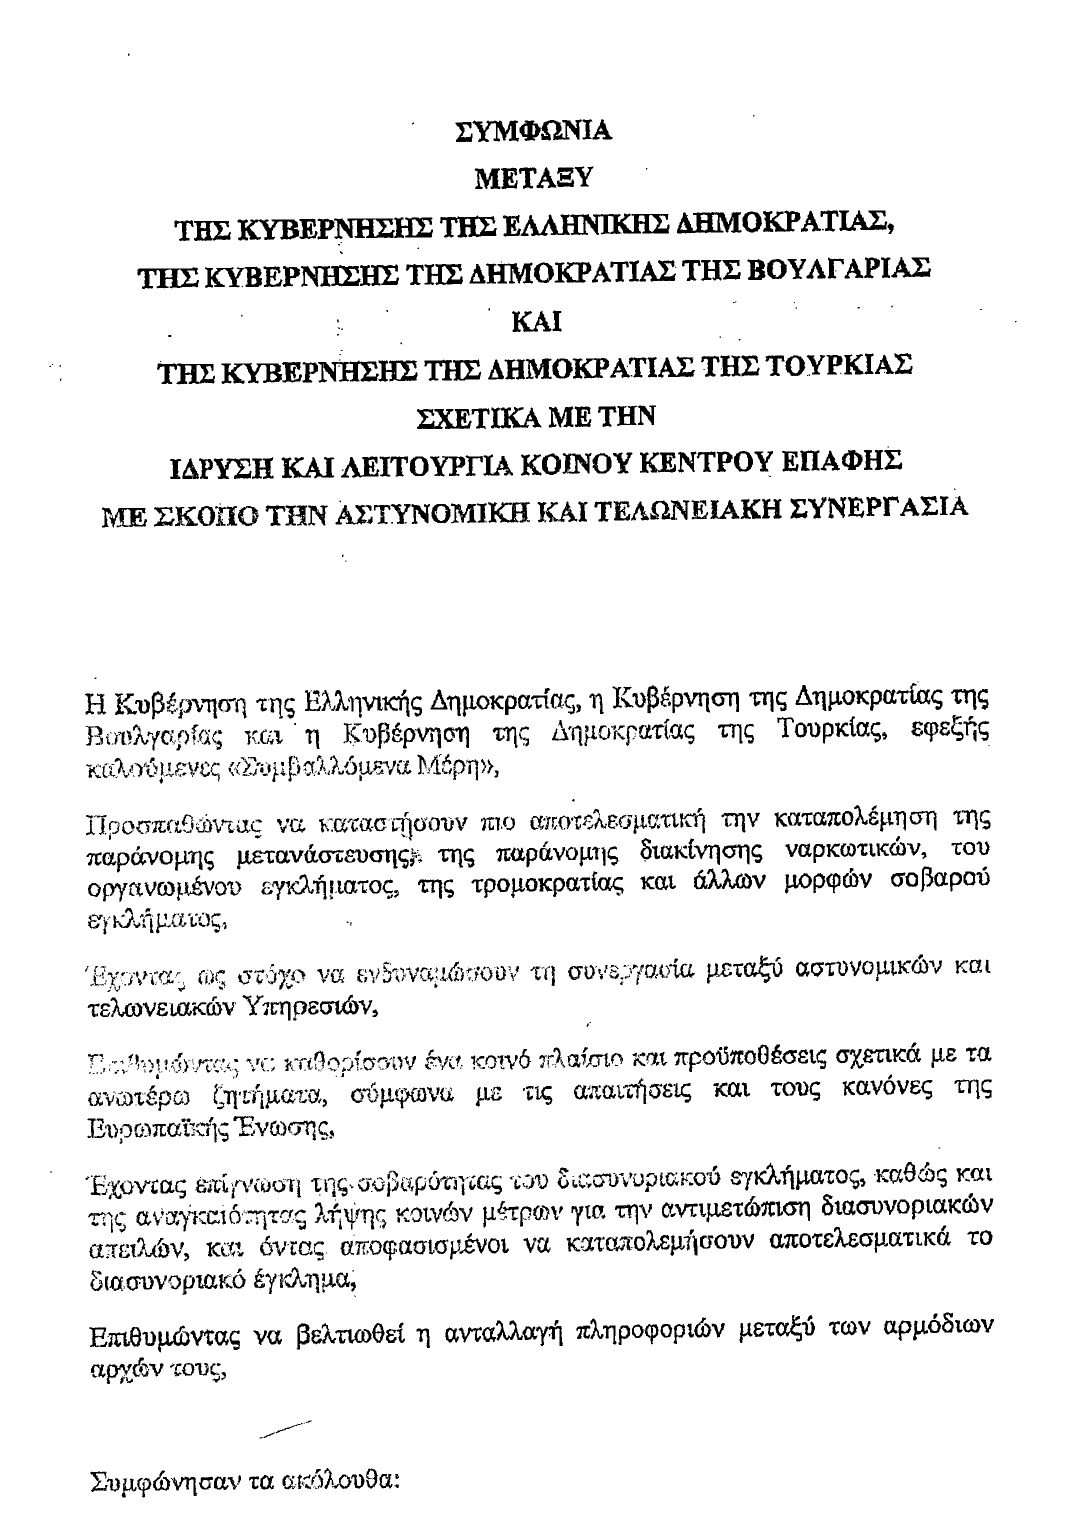 ΣΥΜΦΩΝΙΑ
ΜΕΤΑΞΥ
ΤΗΣ ΚΥΒΕΡΝΗΣΗΣ ΤΗΣ ΕΛΛΗΝΙΚΗΣ ΔΗΜΟΚΡΑΤΙΑΣ,
ΤΗΣ ΚΥΒΕΡΝΗΣΗΣ ΤΗΣ ΔΗΜΟΚΡΑΤΙΑΣ ΤΗΣ ΒΟΥΛΓΑΡΙΑΣ
ΚΑΙ
ΤΗΣ ΚΥΒΕΡΝΗΣΗΣ ΤΗΣ ΔΗΜΟΚΡΑΤΙΑΣ ΤΗΣ ΤΟΥΡΚΙΑΣ
ΣΧΕΤΙΚΑ ΜΕ ΤΗΝ
ΙΔΡΥΣΗ ΚΑΙ ΛΕΙΤΟΥΡΓΙΑ ΚΟΙΝΟΥ ΚΕΝΤΡΟΥ ΕΠΑΦΗΣ
ΜΕ ΣΚΟΠΟ ΤΗΝ ΑΣΤΥΝΟΜΙΚΗ ΚΑΙ ΤΕΛΩΝΕΙΑΚΗ ΣΥΝΕΡΓΑΣΙΑ
Η Κυβέρνηση της Ελληνικής Δημοκρατίας, η Κυβέρνηση της Δημοκρατίας της
Βουλγαρίας και η Κυβέρνηση της Δημοκρατίας της Τουρκίας, εφεξής
καλούμενες «Συμβαλλόμενα Μέρη»,
Προσπαθώντας να καταστήσουν πιο αποτελεσματική την καταπολέμηση της
παράνομης μετανάστευσης, της παράνομης διακίνησης ναρκωτικών, του
οργανωμένου εγκλήματος, της τρομοκρατίας και άλλων μορφών σοβαρού
εγκλήματος,
Έχοντας ως στόχο να ενδυναμώσουν τη συνεργασία μεταξύ αστυνομικών και
τελωνειακών Υπηρεσιών,
Επιθυμώντας να καθορίσουν ένα κοινό πλαίσιο και προϋποθέσεις σχετικά με τα
ανωτέρω ζητήματα, σύμφωνα με τις απαιτήσεις και τους κανόνες της
Ευρωπαϊκής Ένωσης,
Έχοντας επίγνωση της σοβαρότητας του διασυνοριακού εγκλήματος, καθώς και
της αναγκαιότητας λήψης κοινών μέτρων για την αντιμετώπιση διασυνοριακών
απειλών, και όντας αποφασισμένοι να καταπολεμήσουν αποτελεσματικά το
διασυνοριακό έγκλημα,
Επιθυμώντας να βελτιωθεί η ανταλλαγή πληροφοριών μεταξύ των αρμόδιων
αρχών τους,
Συμφώνησαν τα ακόλουθα: